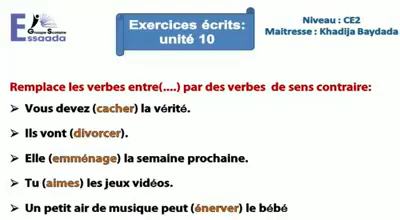 Groupe Scolaire
Essaada
Exercices écrits:
unité 10
Niveau : CE2
Maitresse : Khadija Baydada
Remplace les verbes entre(....) par des verbes de sens contraire:
➢ Vous devez (cacher) la vérité.
➢ Ils vont (divorcer).
➢ Elle (emménage) la semaine prochaine.
➢ Tu (aimes) les jeux vidéos.
➢ Un petit air de musique peut (énerver) le bébé